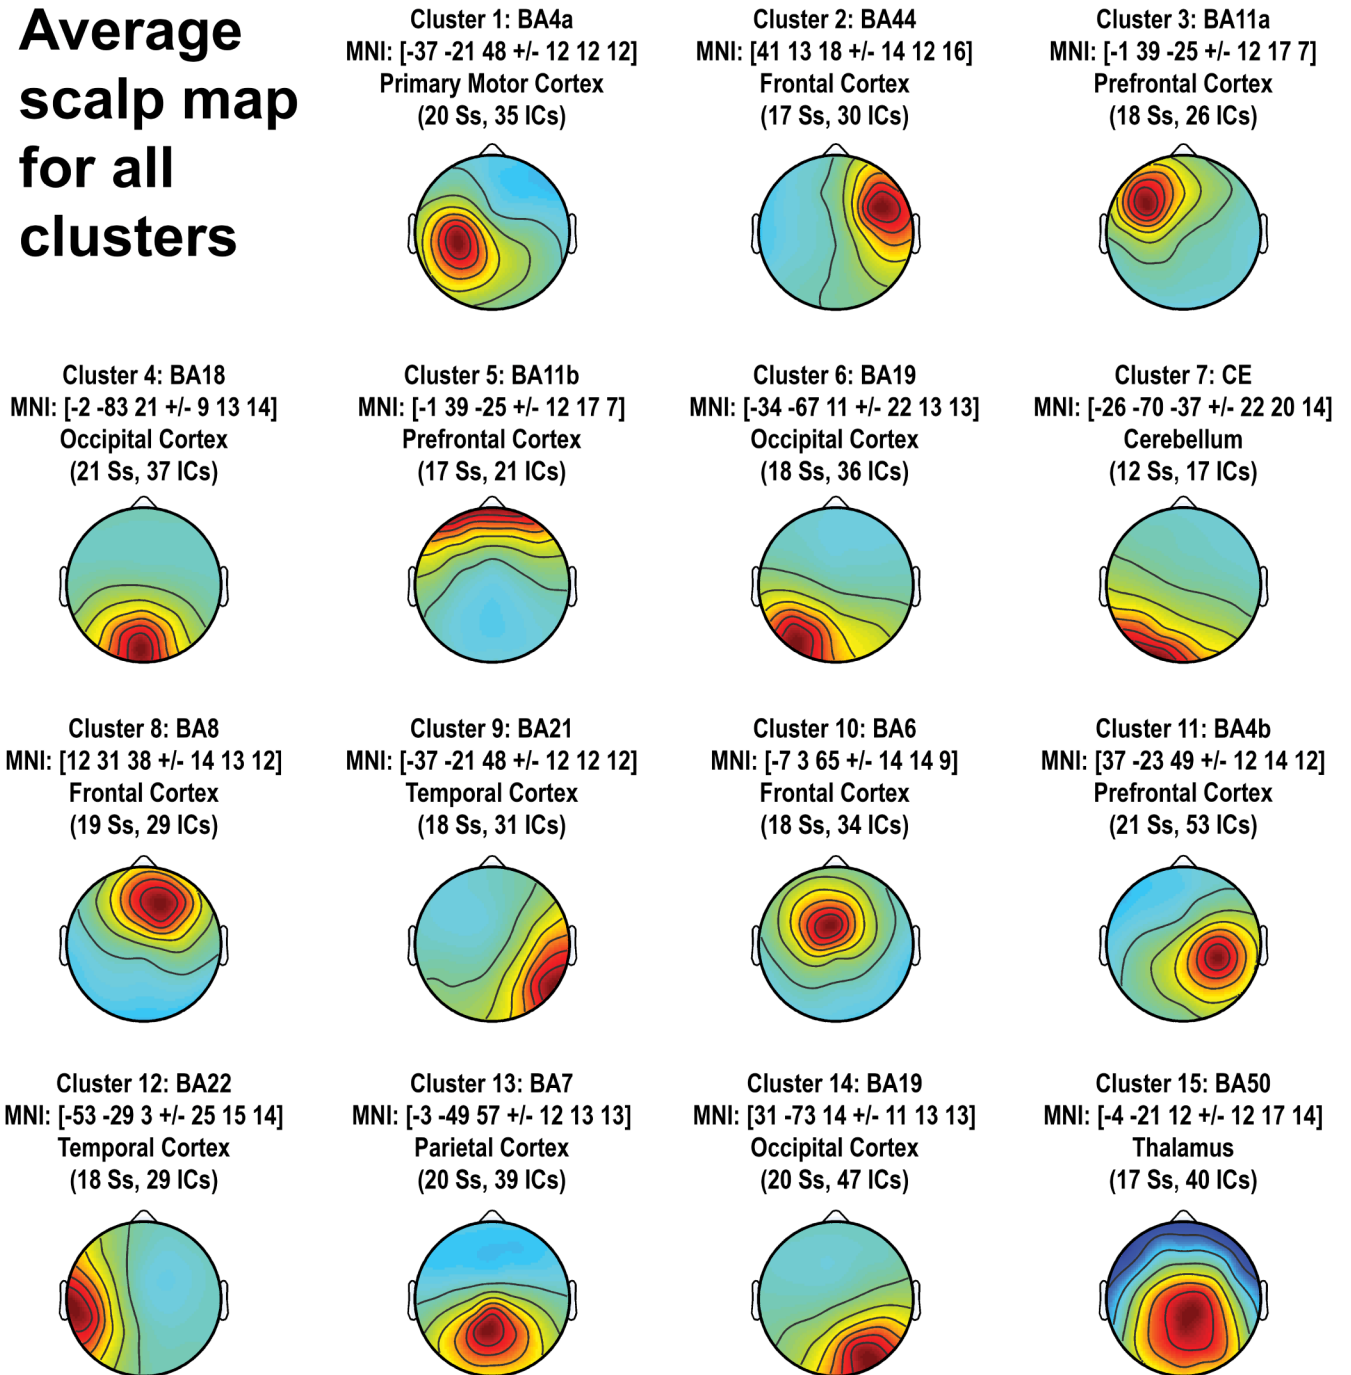 Average
scalp map
for all
clusters
Cluster 1: BA4a
MNI: [-37 -21 48 +/- 12 12 12]
Primary Motor Cortex
(20 Ss, 35 ICs)
Cluster 2: BA44
MNI: [41 13 18 +/- 14 12 16]
Frontal Cortex
(17 Ss, 30 ICs)
Cluster 3: BA11a
MNI: [-1 39 -25 +/- 12 17 7]
Prefrontal Cortex
(18 Ss, 26 ICs)
Cluster 4: BA18
MNI: [-2 -83 21 +/- 9 13 14]
Occipital Cortex
(21 Ss, 37 ICs)
Cluster 5: BA11b
MNI: [-1 39 -25 +/- 12 17 7]
Prefrontal Cortex
(17 Ss, 21 ICs)
Cluster 6: BA19
MNI: [-34 -67 11 +/- 22 13 13]
Occipital Cortex
(18 Ss, 36 ICs)
Cluster 7: CE
MNI: [-26 -70 -37 +/- 22 20 14]
Cerebellum
(12 Ss, 17 ICs)
Cluster 8: BA8
MNI: [12 31 38 +/- 14 13 12]
Frontal Cortex
(19 Ss, 29 ICs)
Cluster 9: BA21
MNI: [-37 -21 48 +/- 12 12 12]
Temporal Cortex
(18 Ss, 31 ICs)
Cluster 10: BA6
MNI: [-7 3 65 +/- 14 14 9]
Frontal Cortex
(18 Ss, 34 ICs)
Cluster 11: BA4b
MNI: [37 -23 49 +/- 12 14 12]
Prefrontal Cortex
(21 Ss, 53 ICs)
Cluster 12: BA22
MNI: [-53 -29 3 +/- 25 15 14]
Temporal Cortex
(18 Ss, 29 ICs)
Cluster 13: BA7
MNI: [-3 -49 57 +/- 12 13 13]
Parietal Cortex
(20 Ss, 39 ICs)
Cluster 14: BA19
MNI: [31 -73 14 +/- 11 13 13]
Occipital Cortex
(20 Ss, 47 ICs)
Cluster 15: BA50
MNI: [-4 -21 12 +/- 12 17 14]
Thalamus
(17 Ss, 40 ICs)